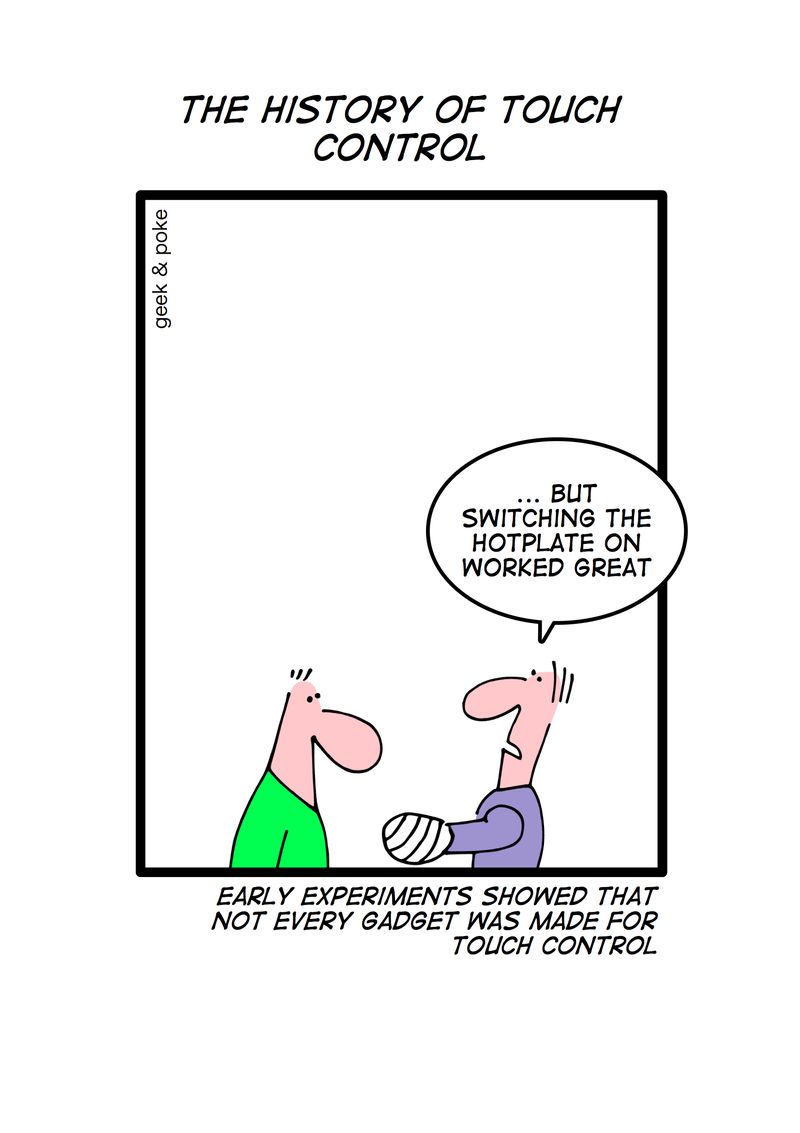 THE HISTORY OF TOUCH
CONTROL
geek & poke
... BUT
SWITCHING THE
HOTPLATE ON
WORKED GREAT
EARLY EXPERIMENTS SHOWED THAT
NOT EVERY GADGET WAS MADE FOR
TOUCH CONTROL